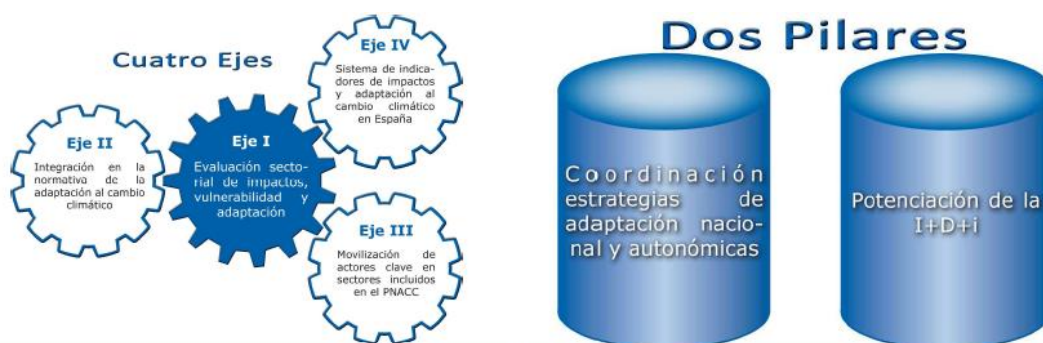 Cuatro Ejes
Eje IV
Sistema de indica-
dores de impactos
y adaptación al
cambio climático
en España
Eje II
Integración en la
normativa de la
adaptación al cambio
climático
Eje I
Evaluación secto-
rial de impactos,
vulnerabilidad y
adaptación
Eje III
Movilización de
actores clave en
sectores incluidos
en el PNACC
Dos Pilares
Coordinación
estrategias de
adaptación nacio-
nal y autonómicas
Potenciación de la
I+D+i